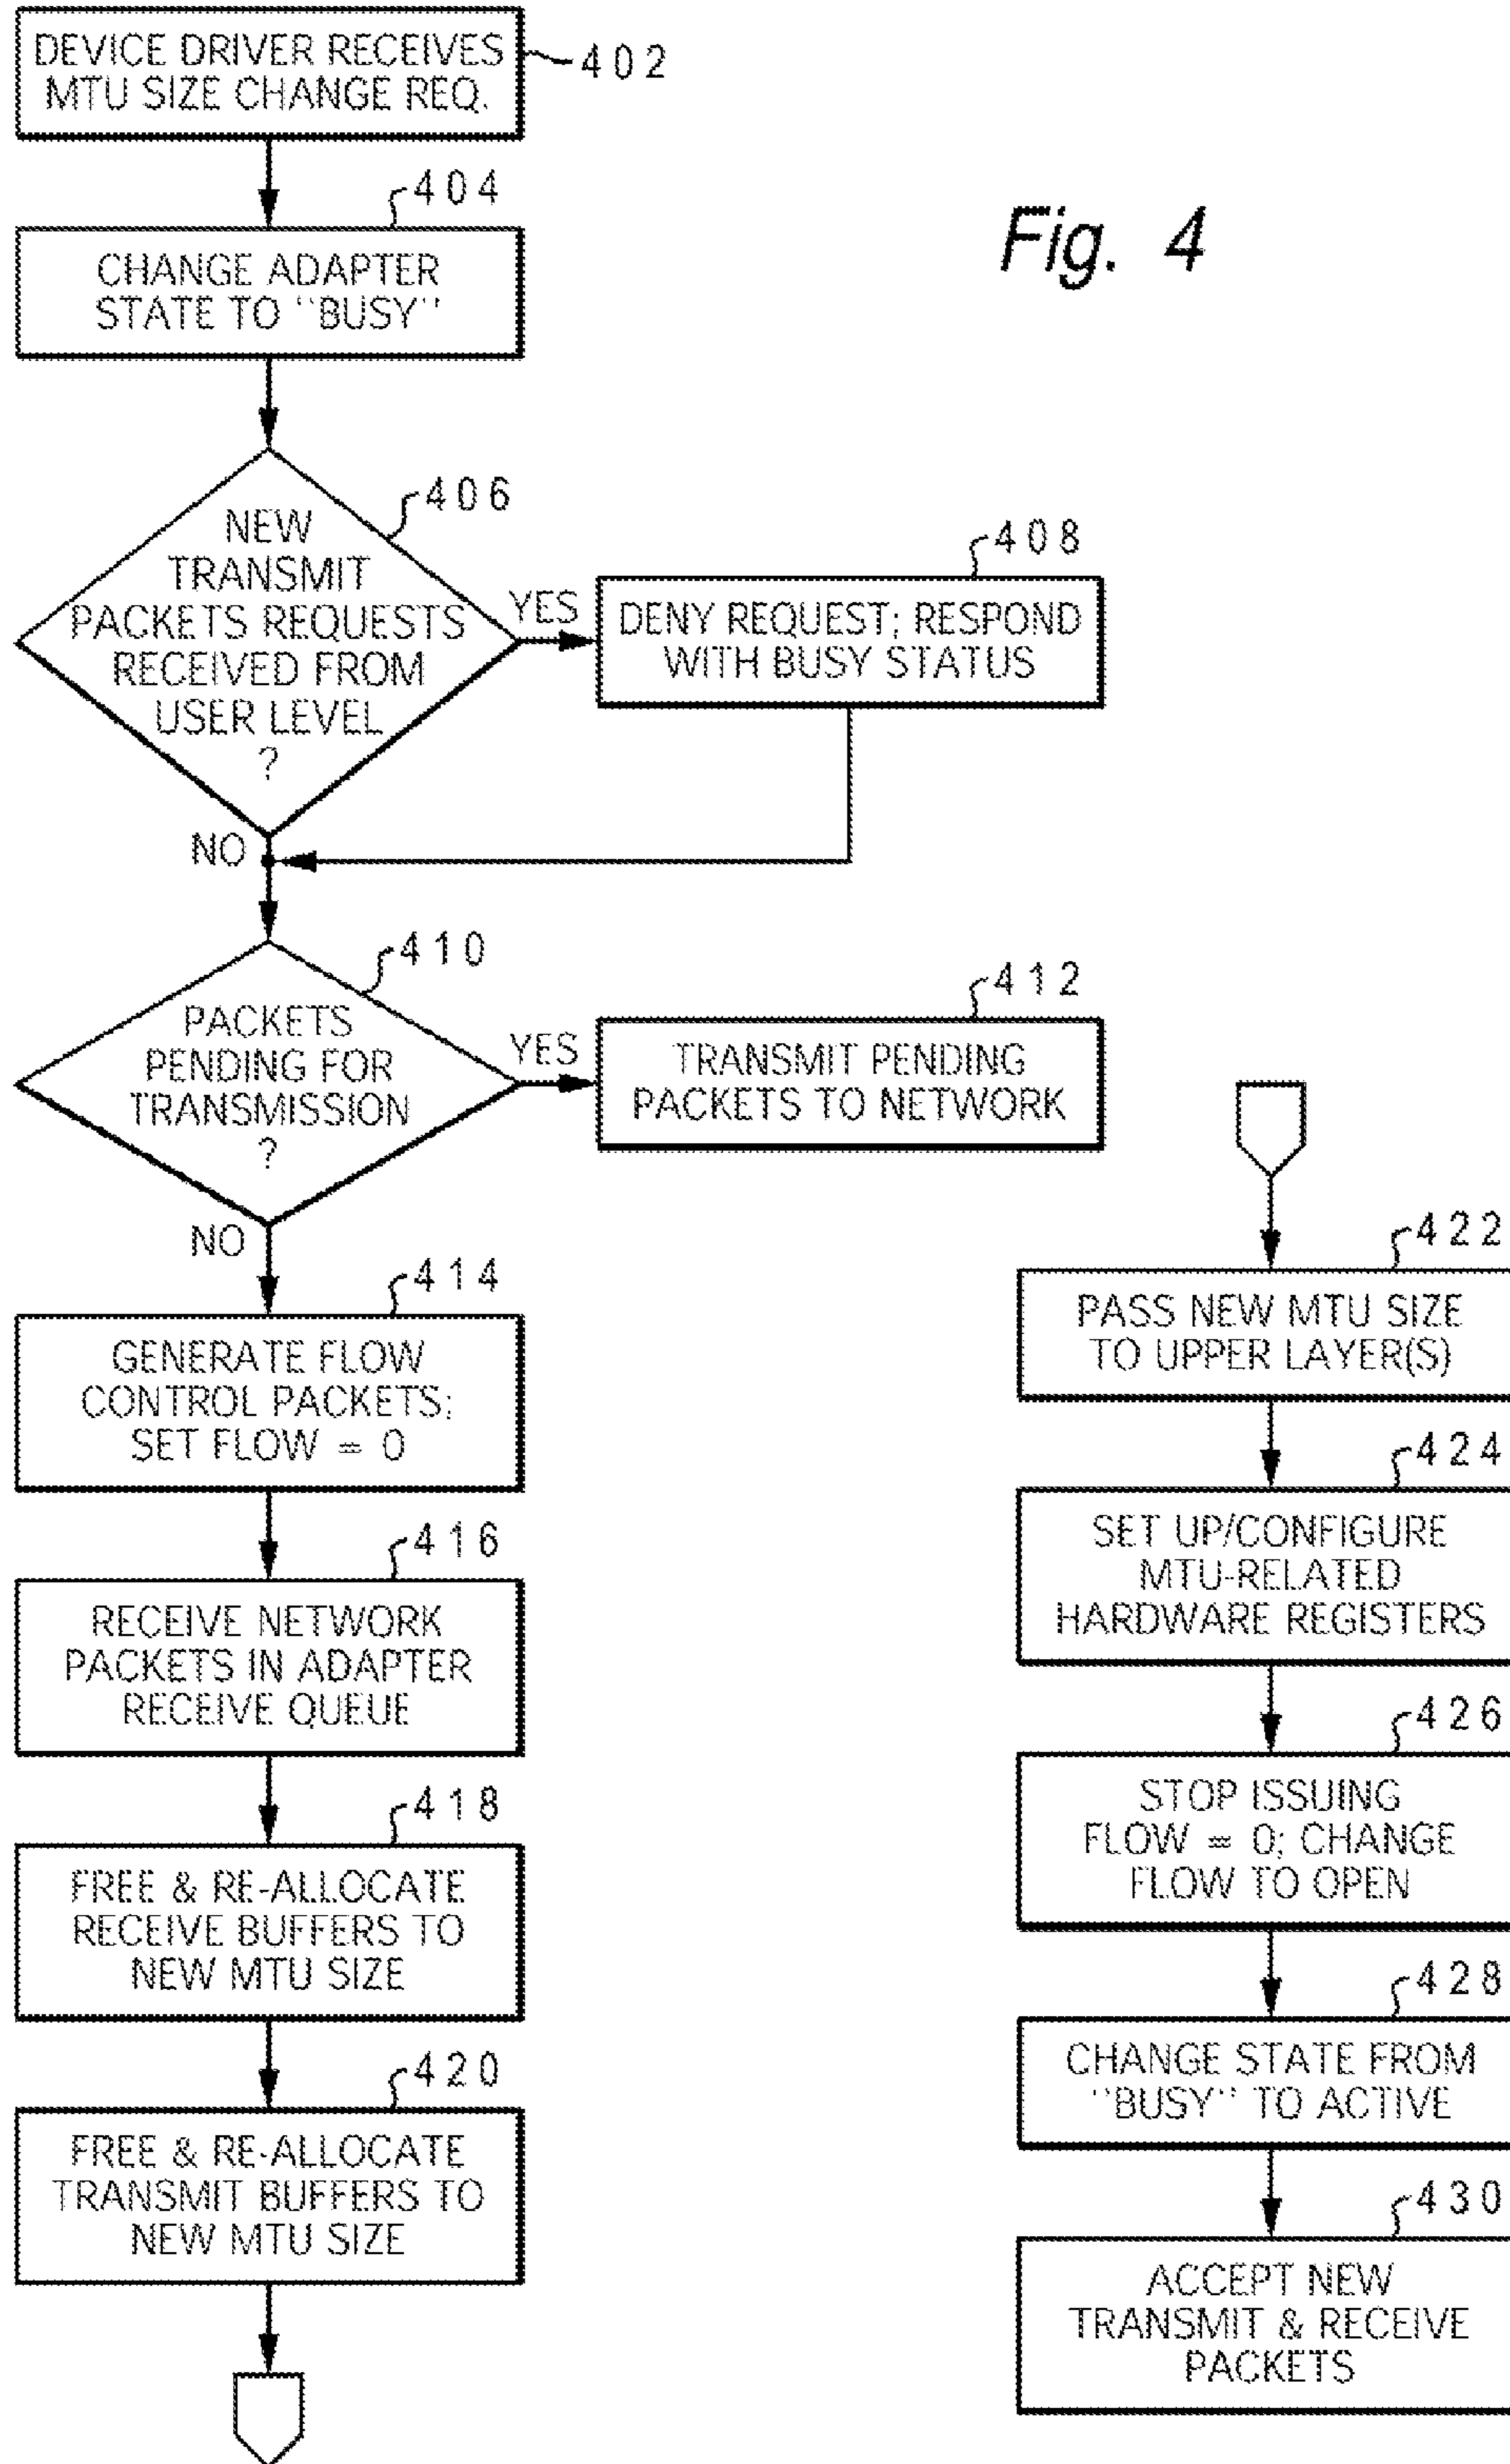 DEVICE DRIVER RECEIVES
MTU SIZE CHANGE REQ.
402
404
CHANGE ADAPTER
STATE TO "BUSY"
Fig. 4
406
NEW
TRANSMIT
PACKETS REQUESTS
RECEIVED FROM
USER LEVEL
?
YES
408
DENY REQUEST; RESPOND
WITH BUSY STATUS
NO
410
PACKETS
PENDING FOR
TRANSMISSION
?
YES
412
TRANSMIT PENDING
PACKETS TO NETWORK
NO
414
GENERATE FLOW
CONTROL PACKETS;
SET FLOW = 0
416
RECEIVE NETWORK
PACKETS IN ADAPTER
RECEIVE QUEUE
418
FREE & RE-ALLOCATE
RECEIVE BUFFERS TO
NEW MTU SIZE
420
FREE & RE-ALLOCATE
TRANSMIT BUFFERS TO
NEW MTU SIZE
422
PASS NEW MTU SIZE
TO UPPER LAYER(S)
424
SET UP/CONFIGURE
MTU-RELATED
HARDWARE REGISTERS
426
STOP ISSUING
FLOW = 0; CHANGE
FLOW TO OPEN
428
CHANGE STATE FROM
"BUSY" TO ACTIVE
430
ACCEPT NEW
TRANSMIT & RECEIVE
PACKETS